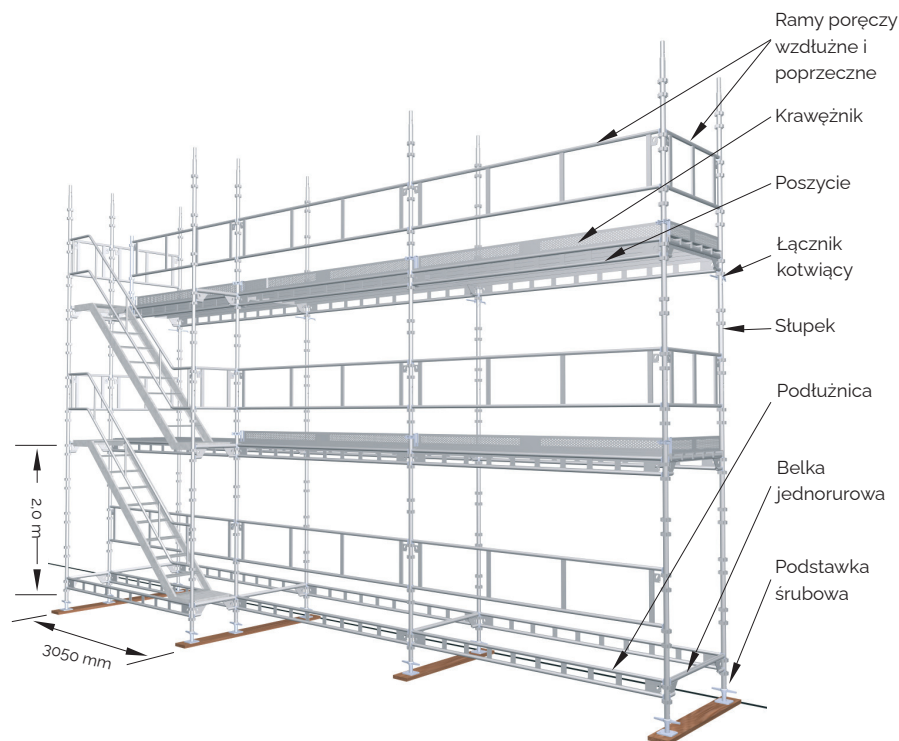 Ramy poręczy
wzdłużne i
poprzeczne
Krawężnik
Poszycie
Łącznik
kotwiący
Słupek
Podłużnica
Belka
jednorurowa
Podstawka
śrubowa
2,0 m
3050 mm